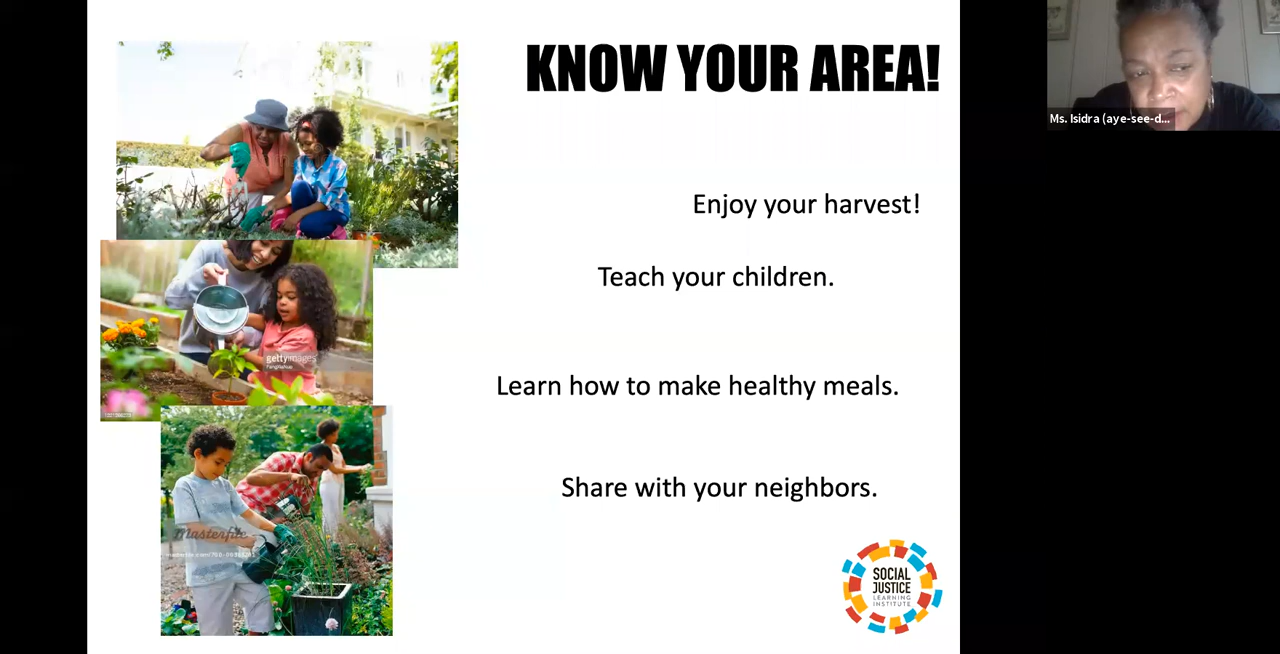 KNOW YOUR AREA!
Ms. Isidra (aye-see-d...
Enjoy your harvest!
Teach your children.
gettyimages
Learn how to make healthy meals.
Share with your neighbors.
Masterfile
SOCIAL
JUSTICE
LEARNING
INSTITUTE